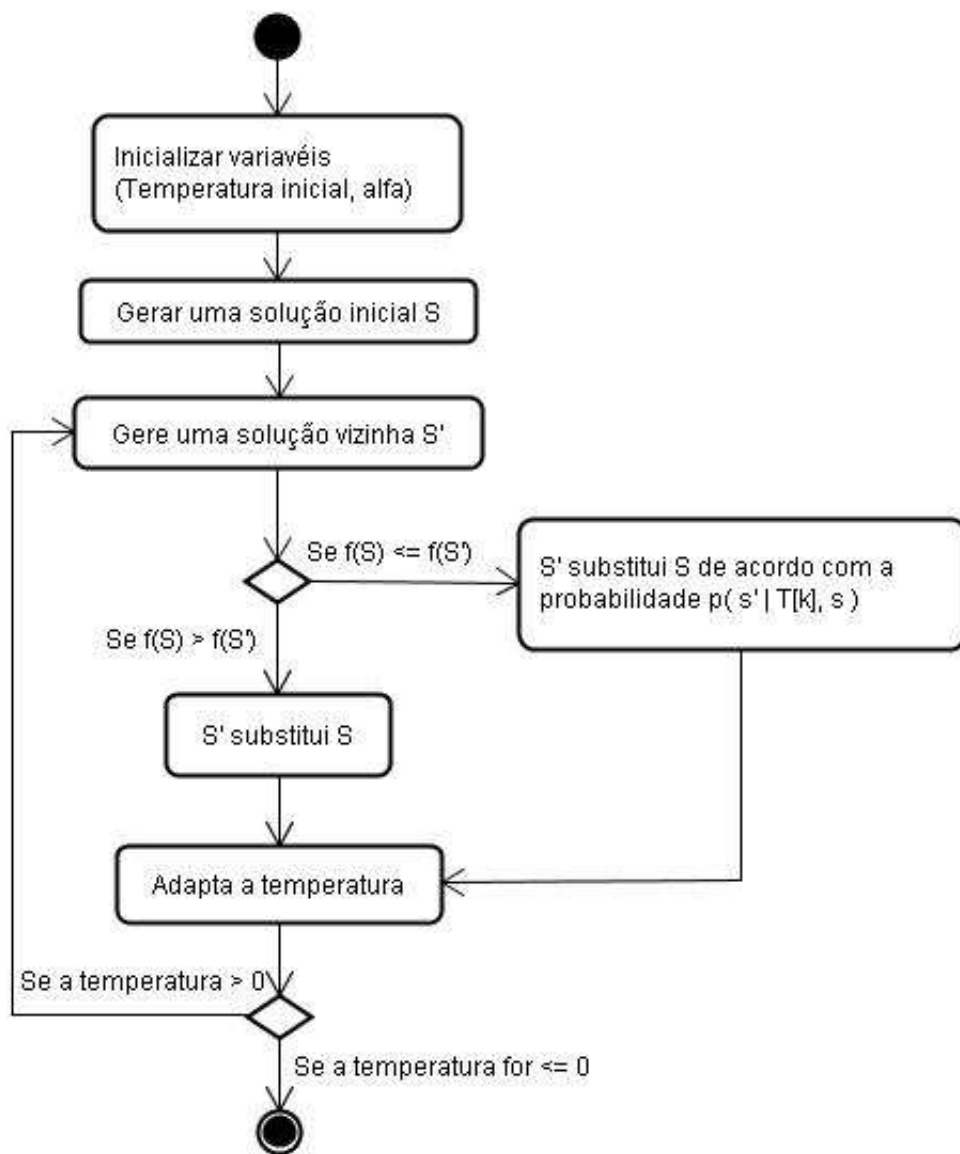 Inicializar variavéis
(Temperatura inicial, alfa)
Gerar uma solução inicial S
Gere uma solução vizinha S'
Se f(S) <= f(S')
S' substitui S de acordo com a
probabilidade p( s' | T[k], s )
Se f(S) > f(S')
S' substitui S
Adapta a temperatura
Se a temperatura > 0
Se a temperatura for <= 0